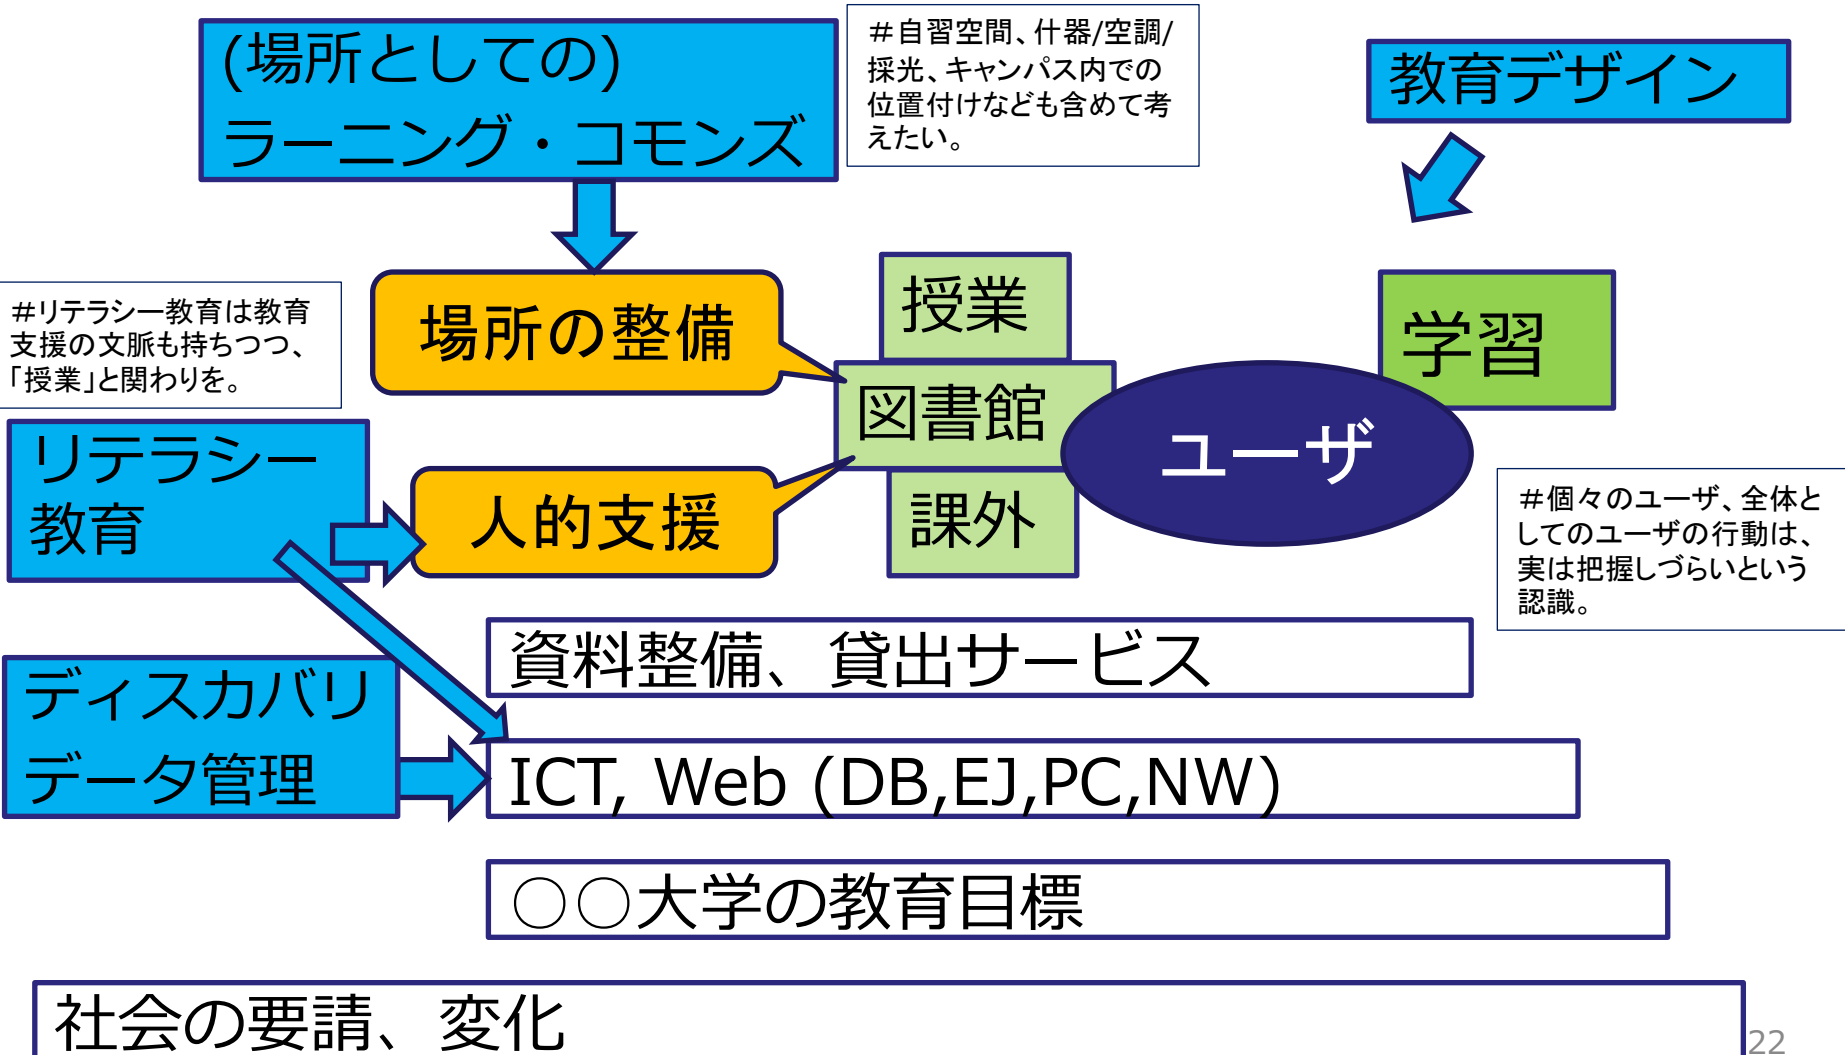 (場所としての)
ラーニング・コモンズ
＃自習空間、什器/空調/
採光、キャンパス内での
位置付けなども含めて考
えたい。
教育デザイン
＃リテラシー教育は教育
支援の文脈も持ちつつ、
「授業」と関わりを。
場所の整備
授業
図書館
課外
学習
ユーザ
リテラシー
教育
人的支援
＃個々のユーザ、全体と
してのユーザの行動は、
実は把握しづらいという
認識。
資料整備、貸出サービス
ディスカバリ
データ管理
ICT, Web (DB,EJ,PC,NW)
○○大学の教育目標
社会の要請、変化
22